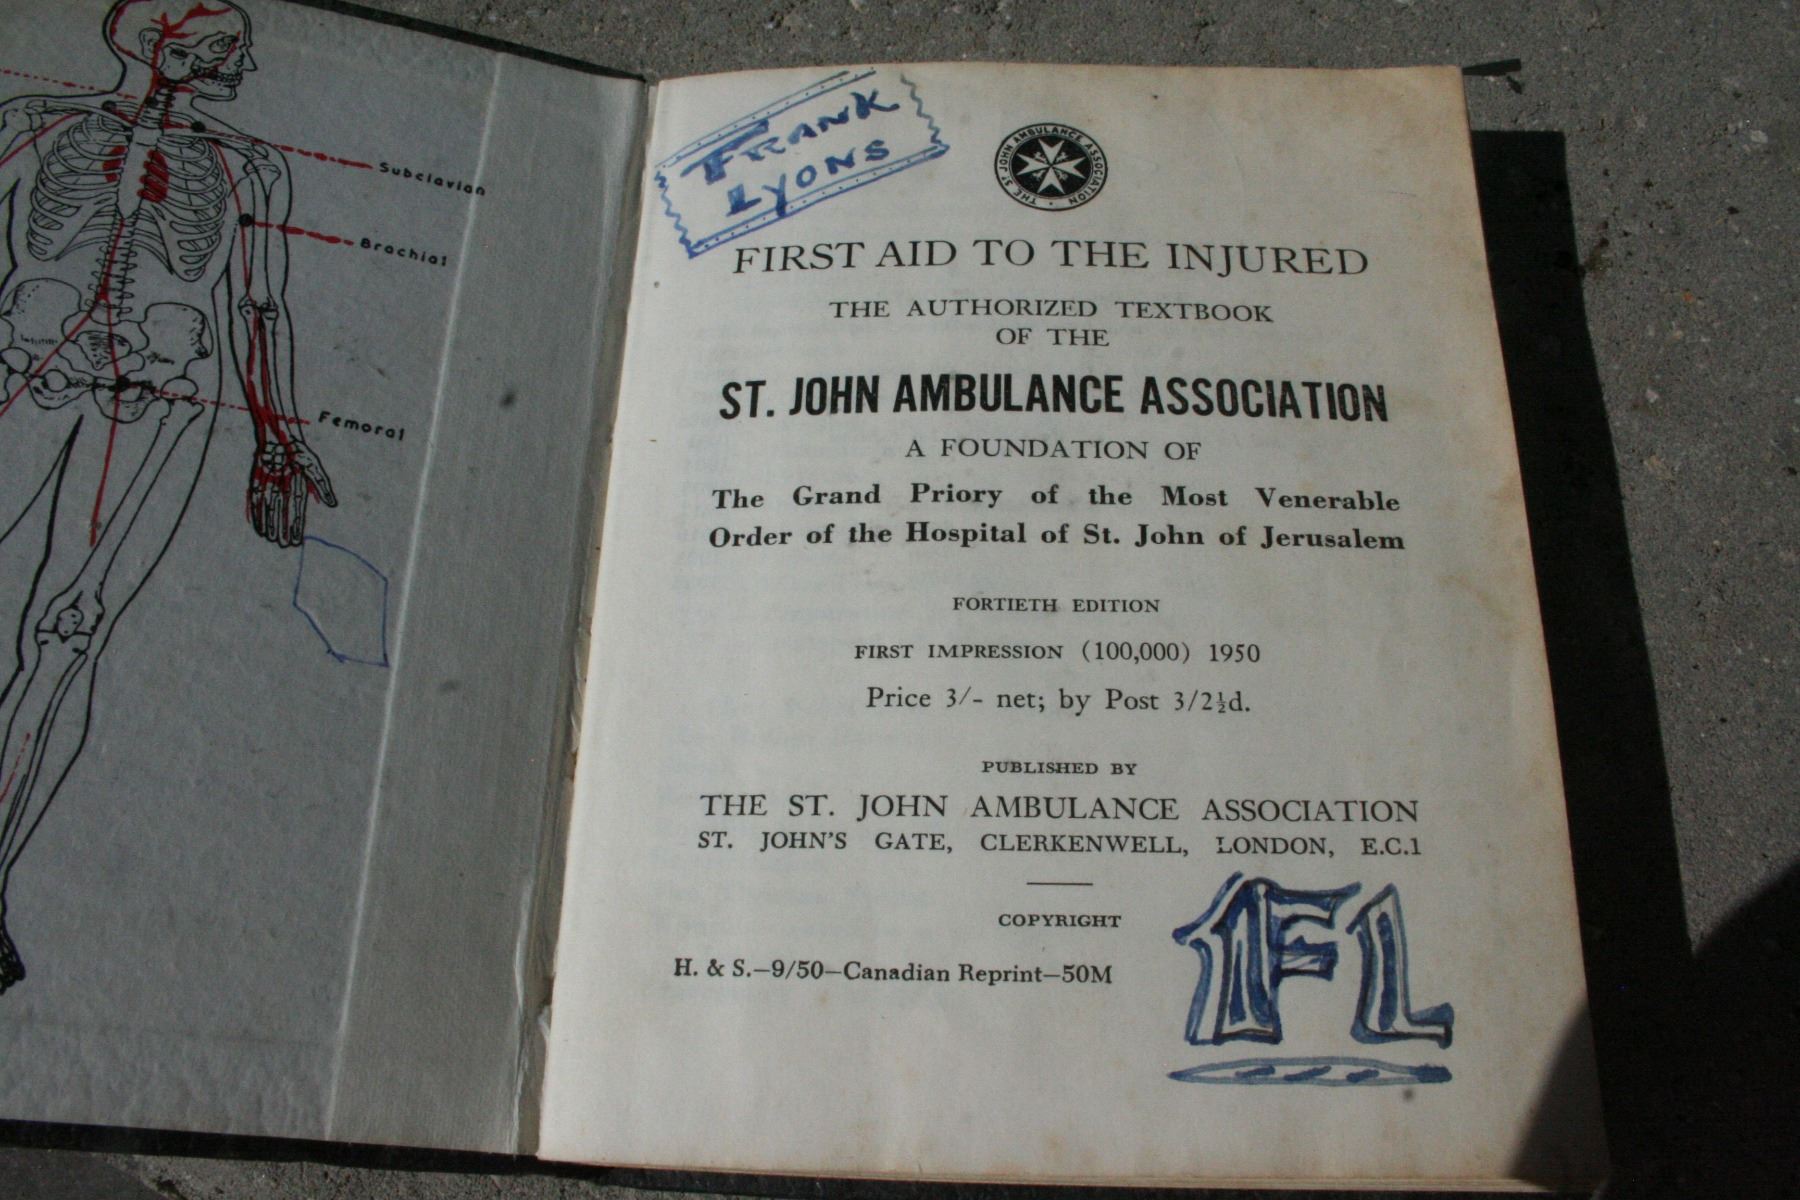 Subclavian
Brachial
Femoral
FRANK
LYONS
THE ST JOHN AMBULANCE ASSOCIATION
FIRST AID TO THE INJURED
THE AUTHORIZED TEXTBOOK
OF THE
ST. JOHN AMBULANCE ASSOCIATION
A FOUNDATION OF
The Grand Priory of the Most Venerable
Order of the Hospital of St. John of Jerusalem
FORTIETH EDITION
FIRST IMPRESSION (100,000) 1950
Price 3/- net; by Post 3/2½d.
PUBLISHED BY
THE ST. JOHN AMBULANCE ASSOCIATION
ST. JOHN'S GATE, CLERKENWELL, LONDON, E.C.1
COPYRIGHT
H. & S.—9/50—Canadian Reprint—50M
FL